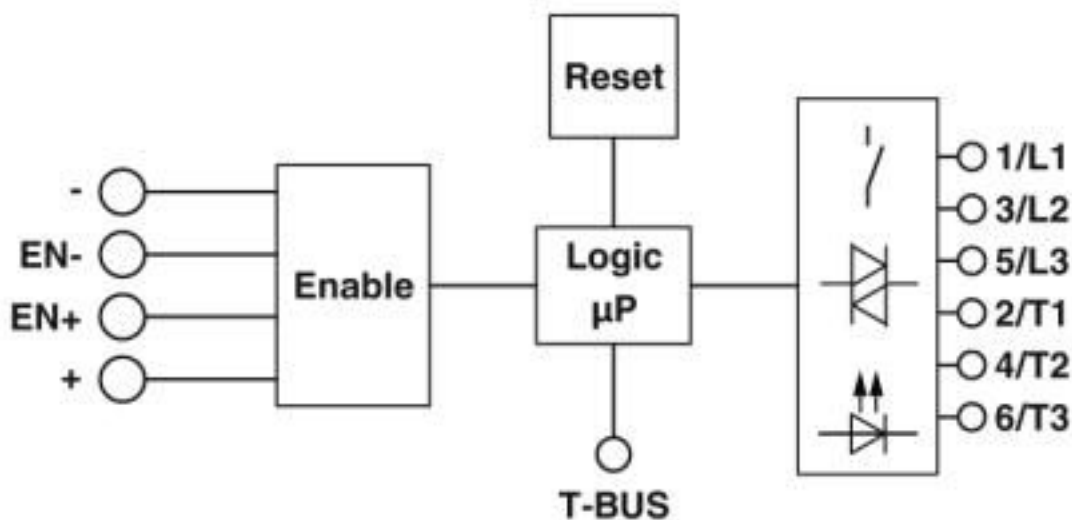 Reset
-
EN-
EN+
+
Enable
Logic
µP
T-BUS
1/L1
3/L2
5/L3
2/T1
4/T2
6/T3